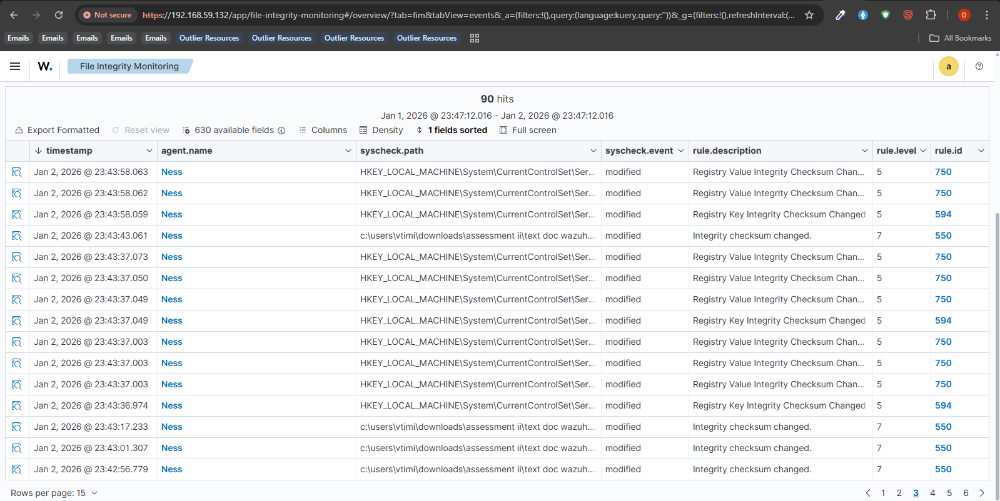 Not secure https://192.168.59.132/app/file-integrity-monitoring#/overview/?tab=fim&tabView=events&_a=(filters:!(),query:(language:kuery,query:''))&_g=(filters:!(),refreshInterval:(... D
Emails Emails Emails Emails Emails Outlier Resources Outlier Resources Outlier Resources Outlier Resources All Bookmarks
W. File Integrity Monitoring a
90 hits
Jan 1, 2026 @ 23:47:12.016 - Jan 2, 2026 @ 23:47:12.016
Export Formatted Reset view 630 available fields Columns Density 1 fields sorted Full screen
timestamp agent.name syscheck.path syscheck.event rule.description rule.level rule.id
Jan 2, 2026 @ 23:43:58.063 Ness HKEY_LOCAL_MACHINE\System\CurrentControlSet\Ser... modified Registry Value Integrity Checksum Chan... 5 750
Jan 2, 2026 @ 23:43:58.062 Ness HKEY_LOCAL_MACHINE\System\CurrentControlSet\Ser... modified Registry Value Integrity Checksum Chan... 5 750
Jan 2, 2026 @ 23:43:58.059 Ness HKEY_LOCAL_MACHINE\System\CurrentControlSet\Ser... modified Registry Key Integrity Checksum Changed 5 594
Jan 2, 2026 @ 23:43:43.061 Ness c:\users\vtimi\downloads\assessment ii\text doc wazuh.... modified Integrity checksum changed. 7 550
Jan 2, 2026 @ 23:43:37.073 Ness HKEY_LOCAL_MACHINE\System\CurrentControlSet\Ser... modified Registry Value Integrity Checksum Chan... 5 750
Jan 2, 2026 @ 23:43:37.050 Ness HKEY_LOCAL_MACHINE\System\CurrentControlSet\Ser... modified Registry Value Integrity Checksum Chan... 5 750
Jan 2, 2026 @ 23:43:37.049 Ness HKEY_LOCAL_MACHINE\System\CurrentControlSet\Ser... modified Registry Value Integrity Checksum Chan... 5 750
Jan 2, 2026 @ 23:43:37.049 Ness HKEY_LOCAL_MACHINE\System\CurrentControlSet\Ser... modified Registry Key Integrity Checksum Changed 5 594
Jan 2, 2026 @ 23:43:37.003 Ness HKEY_LOCAL_MACHINE\System\CurrentControlSet\Ser... modified Registry Value Integrity Checksum Chan... 5 750
Jan 2, 2026 @ 23:43:37.003 Ness HKEY_LOCAL_MACHINE\System\CurrentControlSet\Ser... modified Registry Value Integrity Checksum Chan... 5 750
Jan 2, 2026 @ 23:43:37.003 Ness HKEY_LOCAL_MACHINE\System\CurrentControlSet\Ser... modified Registry Value Integrity Checksum Chan... 5 750
Jan 2, 2026 @ 23:43:36.974 Ness HKEY_LOCAL_MACHINE\System\CurrentControlSet\Ser... modified Registry Key Integrity Checksum Changed 5 594
Jan 2, 2026 @ 23:43:17.233 Ness c:\users\vtimi\downloads\assessment ii\text doc wazuh.... modified Integrity checksum changed. 7 550
Jan 2, 2026 @ 23:43:01.307 Ness c:\users\vtimi\downloads\assessment ii\text doc wazuh.... modified Integrity checksum changed. 7 550
Jan 2, 2026 @ 23:42:56.779 Ness c:\users\vtimi\downloads\assessment ii\text doc wazuh.... modified Integrity checksum changed. 7 550
Rows per page: 15 1 2 3 4 5 6